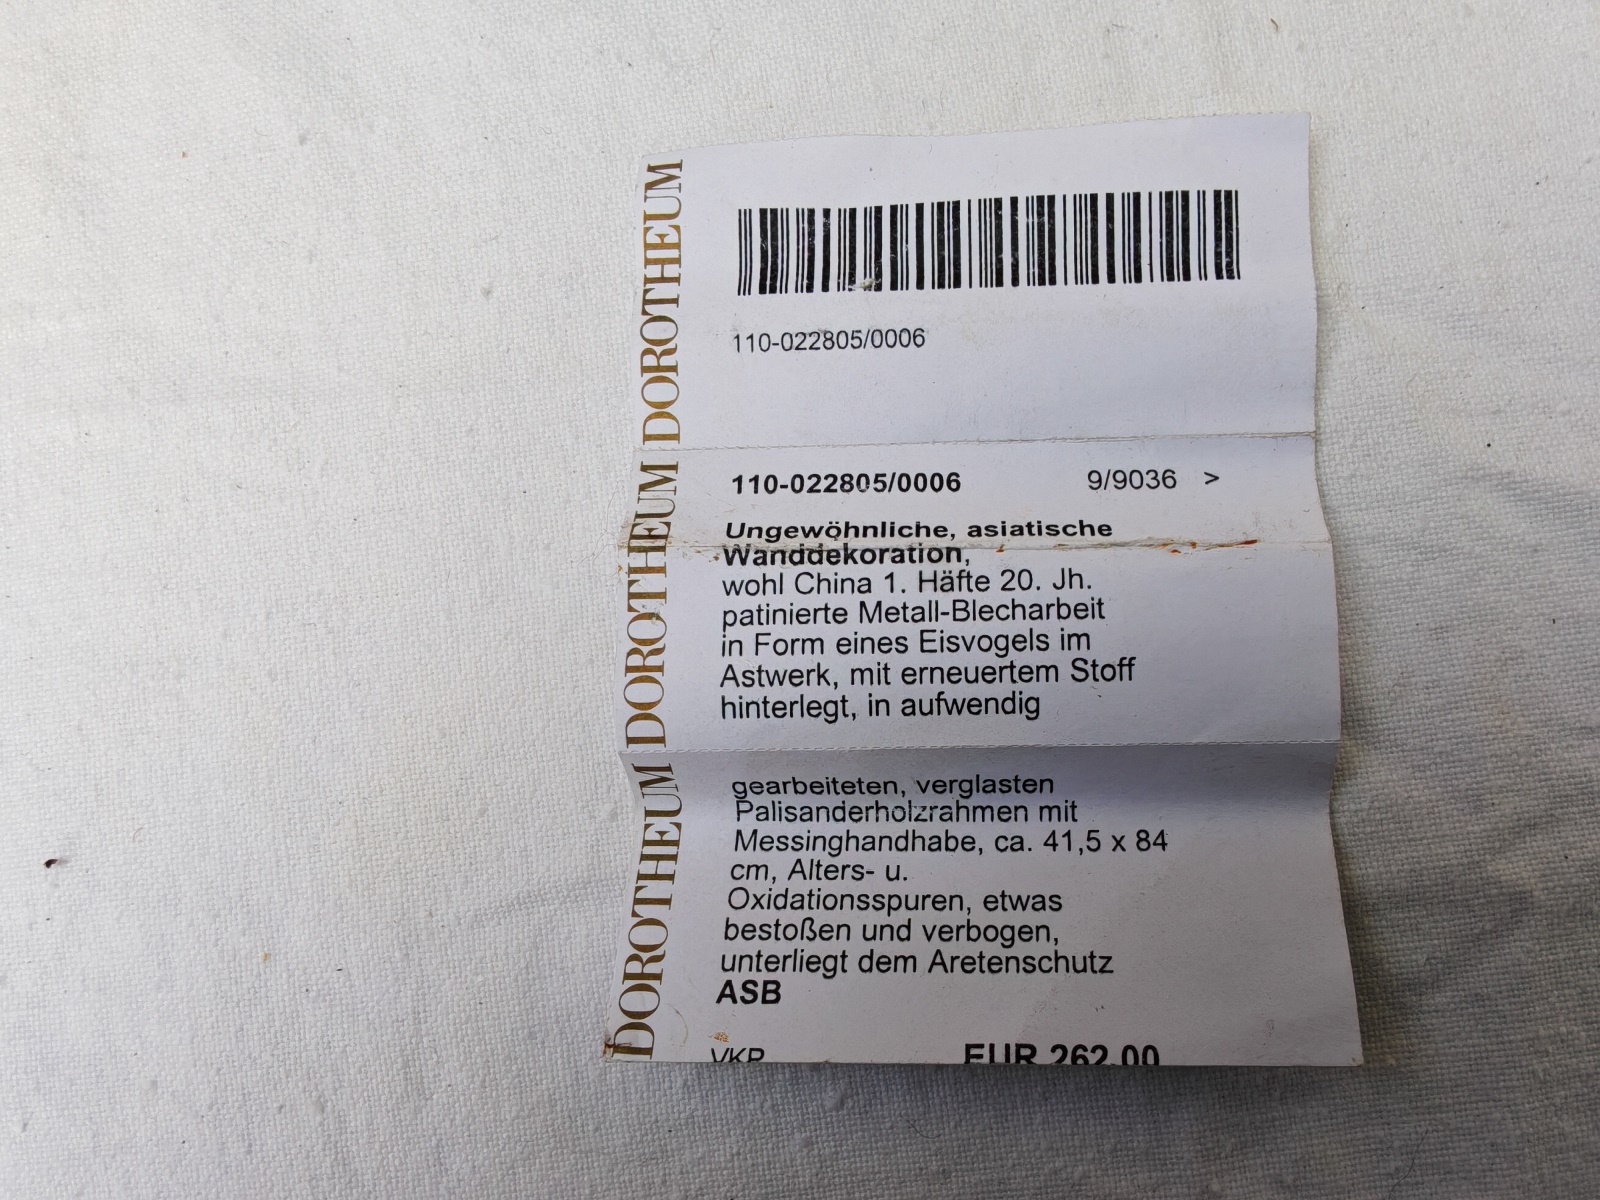 DOROTHEUM DOROTHEUM DOROTHEUM DOROTHEUM
110-022805/0006
110-022805/0006 9/9036 >
Ungewöhnliche, asiatische
Wanddekoration,
wohl China 1. Häfte 20. Jh.
patinierte Metall-Blecharbeit
in Form eines Eisvogels im
Astwerk, mit erneuertem Stoff
hinterlegt, in aufwendig
gearbeiteten, verglasten
Palisanderholzrahmen mit
Messinghandhabe, ca. 41,5 x 84
cm, Alters- u.
Oxidationsspuren, etwas
bestoßen und verbogen,
unterliegt dem Aretenschutz
ASB
VKP EUR 262,00